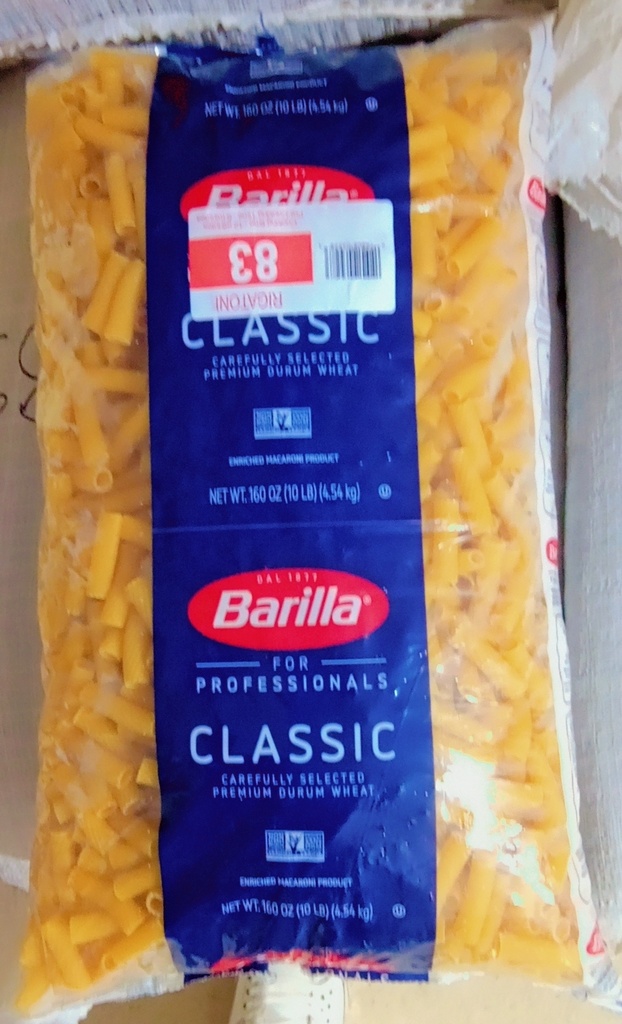 NET WT. 160 OZ (10 LB) (4.54 kg)
DAL 1877
Barilla
83
RIGATONI
CLASSIC
CAREFULLY SELECTED
PREMIUM DURUM WHEAT
ENRICHED MACARONI PRODUCT
NET WT. 160 OZ (10 LB) (4.54 kg)
DAL 1877
Barilla®
FOR
PROFESSIONALS
CLASSIC
CAREFULLY SELECTED
PREMIUM DURUM WHEAT
ENRICHED MACARONI PRODUCT
NET WT. 160 OZ (10 LB) (4.54 kg)